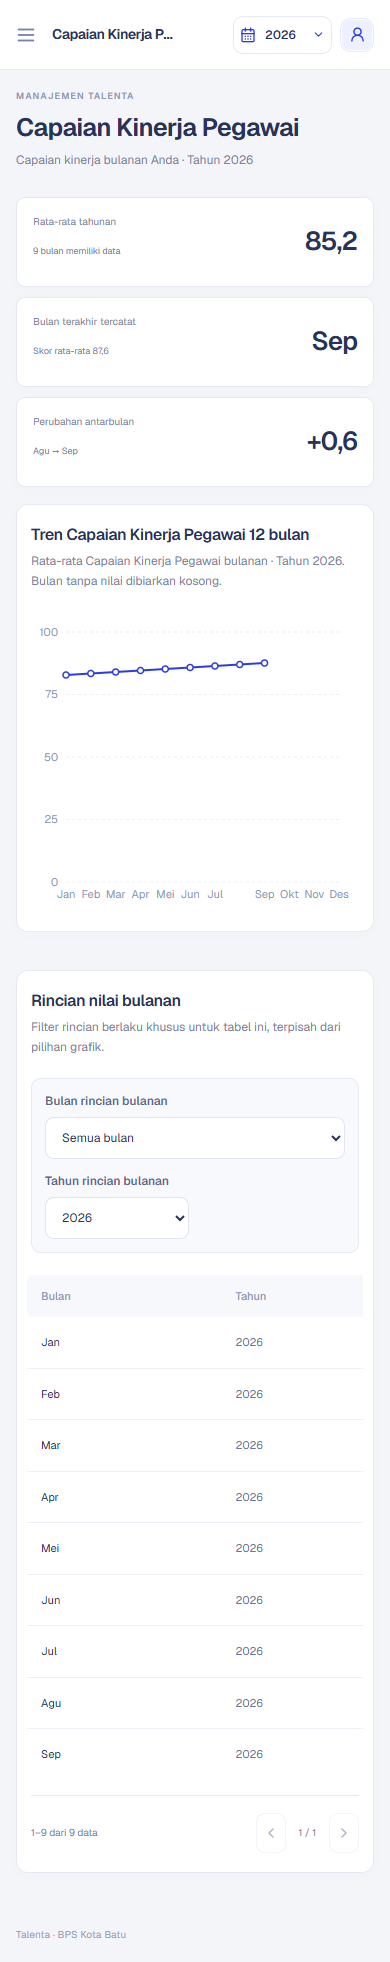 Capaian Kinerja P...
2026
MANAJEMEN TALENTA
Capaian Kinerja Pegawai
Capaian kinerja bulanan Anda · Tahun 2026
Rata-rata tahunan
9 bulan memiliki data
85,2
Bulan terakhir tercatat
Skor rata-rata 87,6
Sep
Perubahan antarbulan
Agu → Sep
+0,6
Tren Capaian Kinerja Pegawai 12 bulan
Rata-rata Capaian Kinerja Pegawai bulanan · Tahun 2026.
Bulan tanpa nilai dibiarkan kosong.
100
75
50
25
0
Jan Feb Mar Apr Mei Jun Jul Sep Okt Nov Des
Rincian nilai bulanan
Filter rincian berlaku khusus untuk tabel ini, terpisah dari
pilihan grafik.
Bulan rincian bulanan
Semua bulan
Tahun rincian bulanan
2026
Bulan Tahun
Jan 2026
Feb 2026
Mar 2026
Apr 2026
Mei 2026
Jun 2026
Jul 2026
Agu 2026
Sep 2026
1–9 dari 9 data
1 / 1
Talenta · BPS Kota Batu